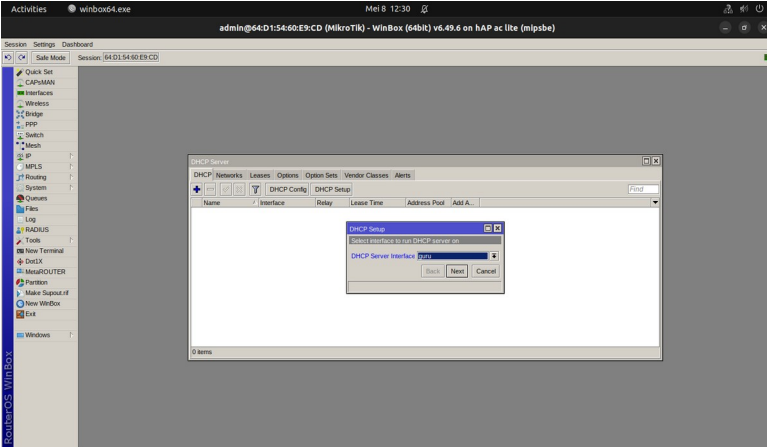 Activities winbox64.exe Mei 8 12:30
admin@64:D1:54:60:E9:CD (MikroTik) - WinBox (64bit) v6.49.6 on hAP ac lite (mipsbe)
Session Settings Dashboard
Safe Mode Session: 64:D1:54:60:E9:CD
Quick Set
CAPsMAN
Interfaces
Wireless
Bridge
PPP
Switch
Mesh
IP
MPLS
Routing
System
Queues
Files
Log
RADIUS
Tools
New Terminal
Dot1X
MetaROUTER
Partition
Make Supout.rif
New WinBox
Exit
Windows
RouterOS WinBox
DHCP Server
DHCP Networks Leases Options Option Sets Vendor Classes Alerts
DHCP Config DHCP Setup Find
Name Interface Relay Lease Time Address Pool Add A...
DHCP Setup
Select interface to run DHCP server on
DHCP Server Interface guru
Back Next Cancel
0 items